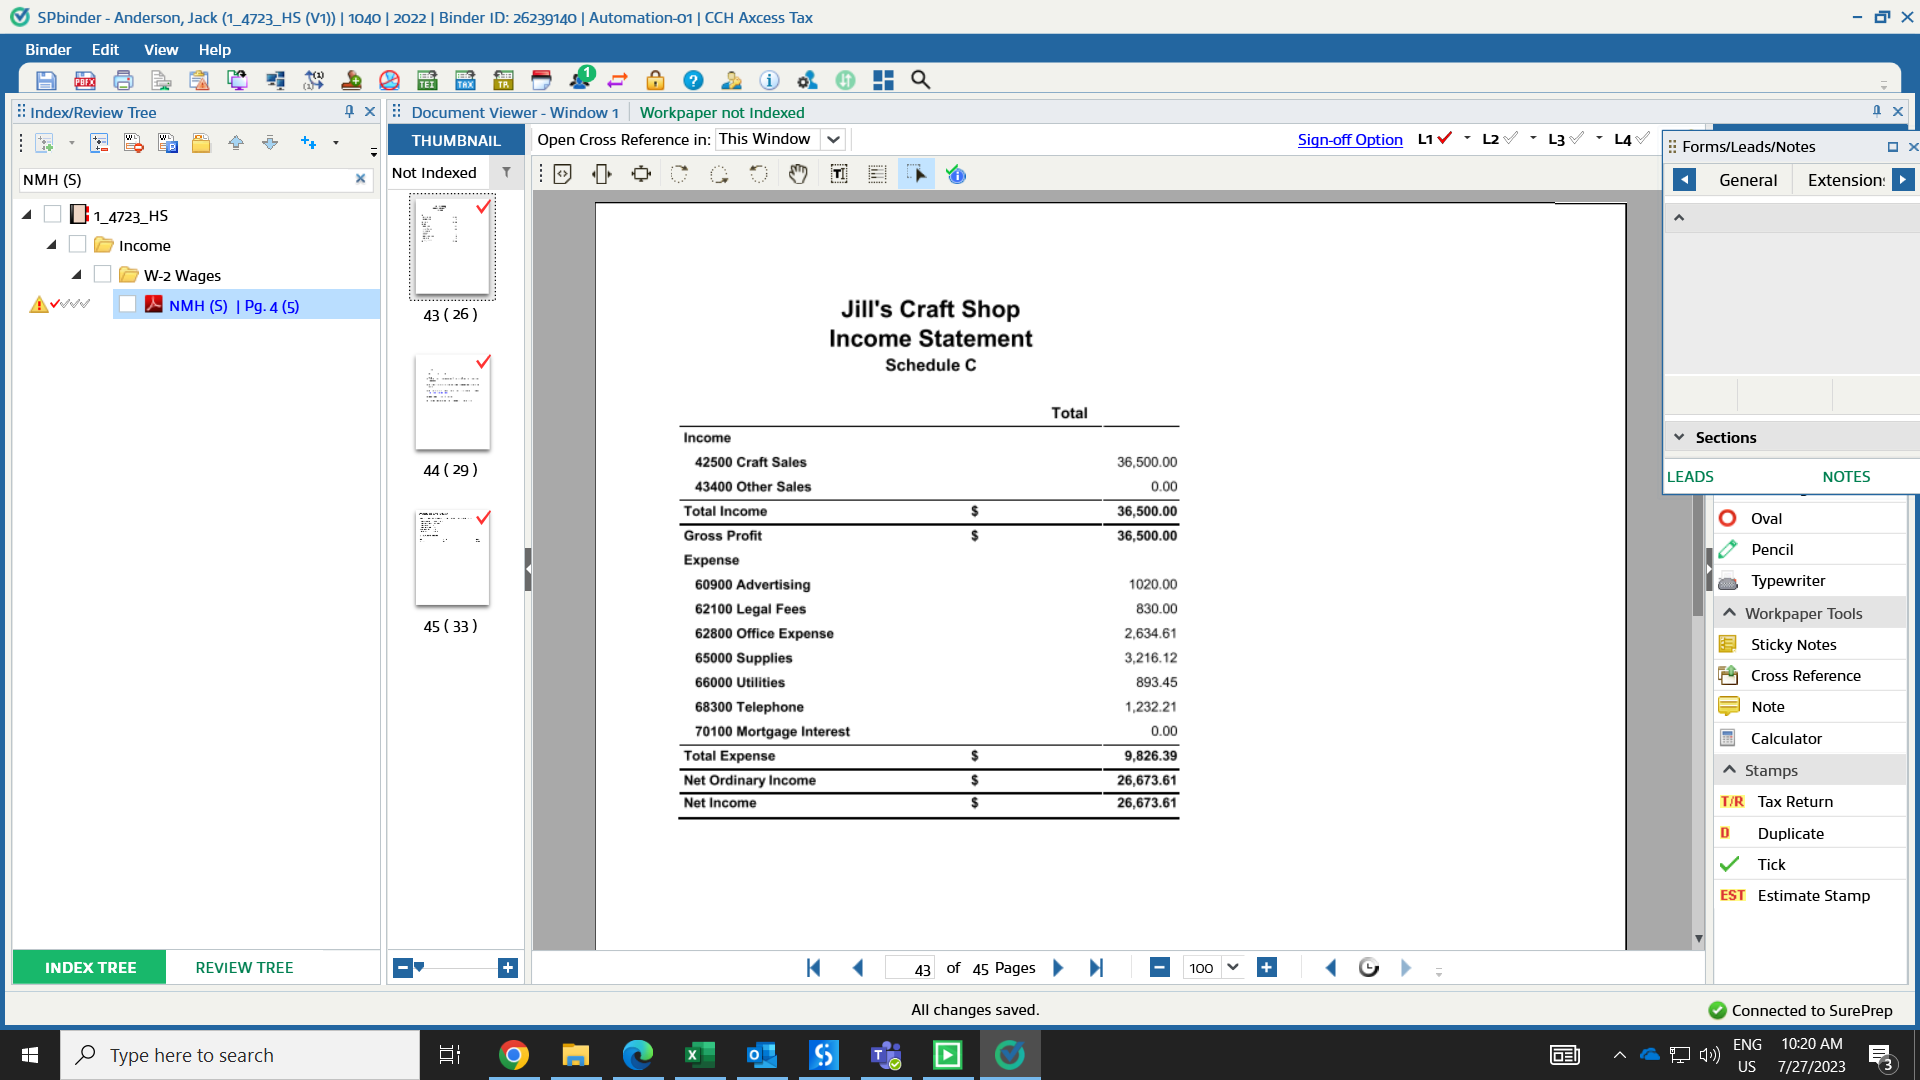 SPbinder - Anderson, Jack (1_4723_HS (V1)) | 1040 | 2022 | Binder ID: 26239140 | Automation-01 | CCH Axcess Tax
Binder Edit View Help
PBFX TEI TAX TR 1
Index/Review Tree
NMH (S)
1_4723_HS
Income
W-2 Wages
NMH (S) | Pg. 4 (5)
INDEX TREE REVIEW TREE
Document Viewer - Window 1 Workpaper not Indexed
THUMBNAIL
Not Indexed
43 ( 26 )
44 ( 29 )
45 ( 33 )
Open Cross Reference in: This Window Sign-off Option L1 L2 L3 L4
Jill's Craft Shop
Income Statement
Schedule C
Total
Income
42500 Craft Sales 36,500.00
43400 Other Sales 0.00
Total Income $ 36,500.00
Gross Profit $ 36,500.00
Expense
60900 Advertising 1020.00
62100 Legal Fees 830.00
62800 Office Expense 2,634.61
65000 Supplies 3,216.12
66000 Utilities 893.45
68300 Telephone 1,232.21
70100 Mortgage Interest 0.00
Total Expense $ 9,826.39
Net Ordinary Income $ 26,673.61
Net Income $ 26,673.61
43 of 45 Pages 100
Forms/Leads/Notes
General Extensions
Sections
LEADS NOTES
Oval
Pencil
Typewriter
Workpaper Tools
Sticky Notes
Cross Reference
Note
Calculator
Stamps
T/R Tax Return
D Duplicate
Tick
EST Estimate Stamp
All changes saved.
Connected to SurePrep
Type here to search
ENG
US
10:20 AM
7/27/2023
3